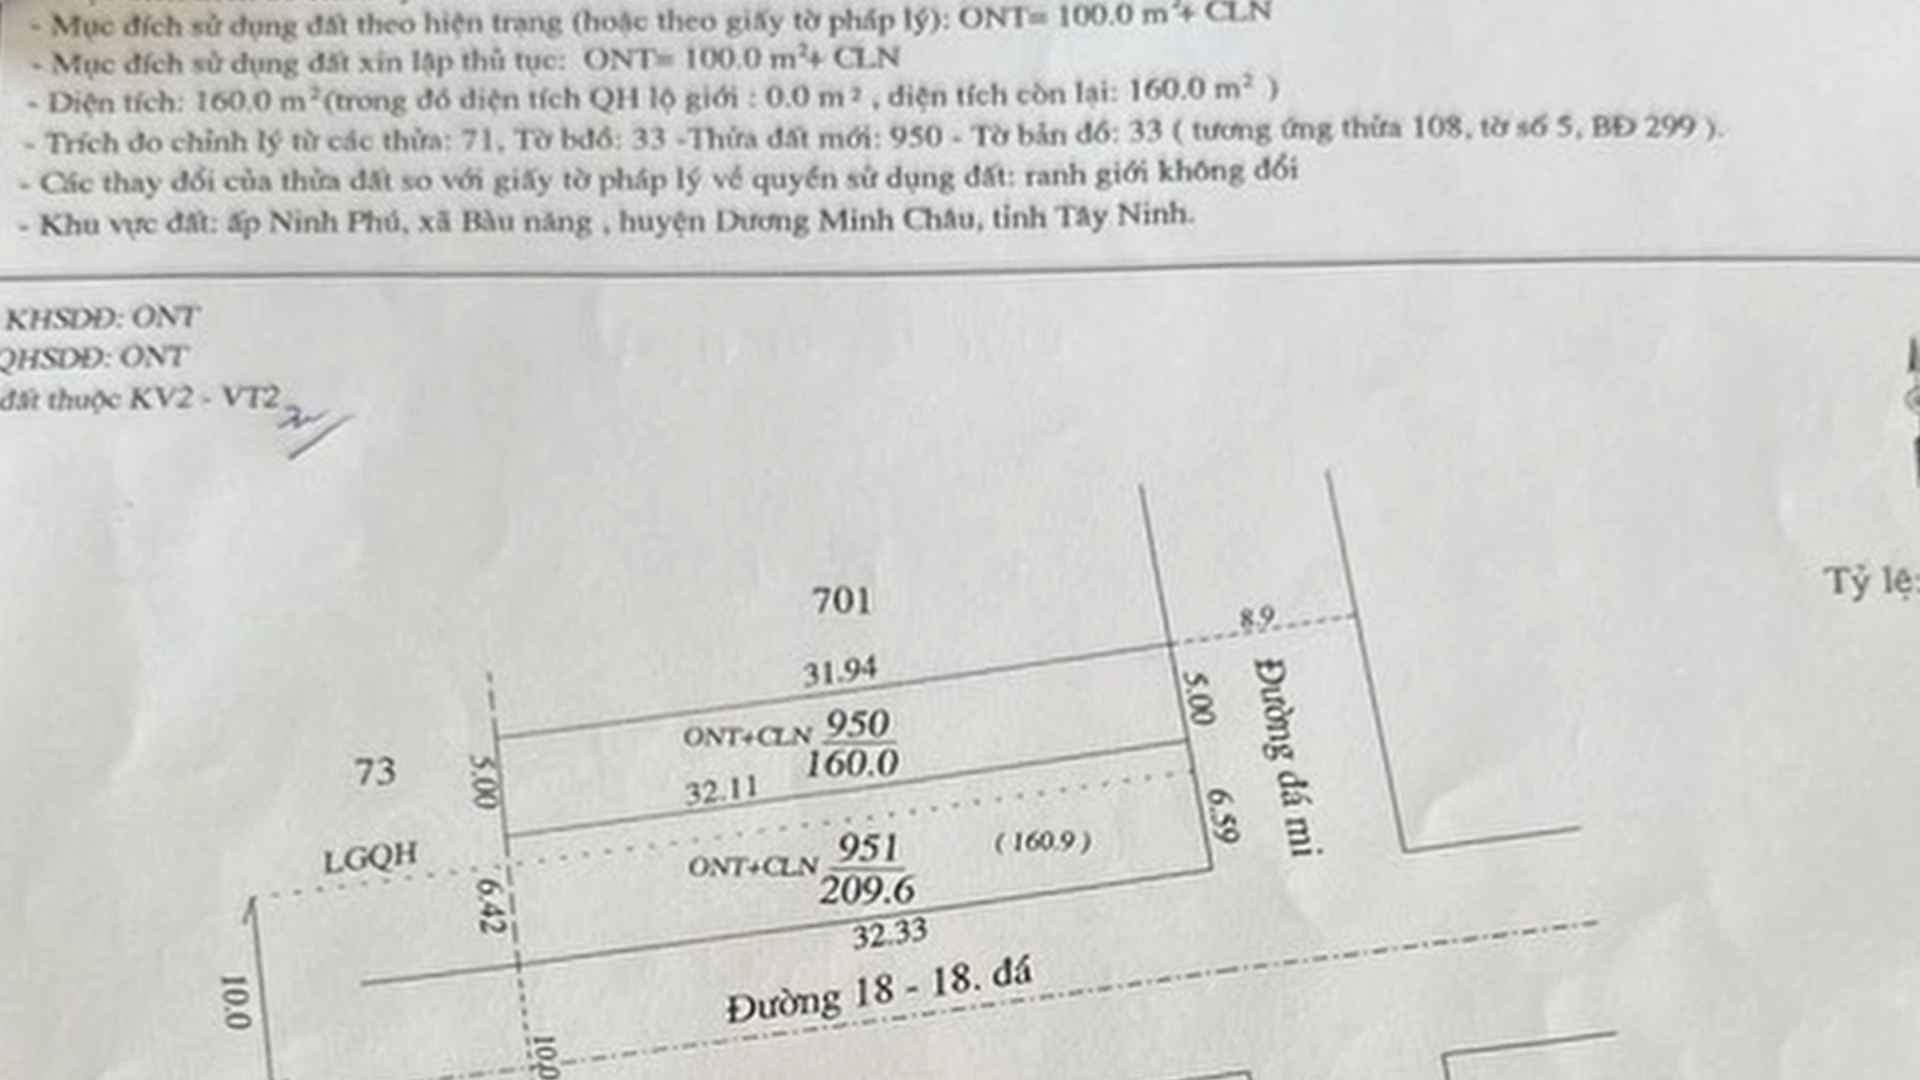 - Mục đích sử dụng đất theo hiện trạng (hoặc theo giấy tờ pháp lý): ONT= 100.0 m²+ CLN
- Mục đích sử dụng đất xin lập thủ tục: ONT= 100.0 m²+ CLN
- Diện tích: 160.0 m² (trong đó diện tích QH lộ giới : 0.0 m² , diện tích còn lại: 160.0 m² )
- Trích đo chỉnh lý từ các thửa: 71, Tờ bđồ: 33 -Thửa đất mới: 950 - Tờ bản đồ: 33 ( tương ứng thửa 108, tờ số 5, BĐ 299 ).
- Các thay đổi của thửa đất so với giấy tờ pháp lý về quyền sử dụng đất: ranh giới không đổi
- Khu vực đất: ấp Ninh Phú, xã Bàu năng , huyện Dương Minh Châu, tỉnh Tây Ninh.
KHSDĐ: ONT
QHSDĐ: ONT
đất thuộc KV2 - VT2
Tỷ lệ:
701
8.9
31.94
5.00
Đường đá mi
ONT+CLN 950
160.0
73
5.00
32.11
6.59
LGQH
ONT+CLN 951
209.6
(160.9)
6.42
32.33
Đường 18 - 18. đá
10.0
10.0